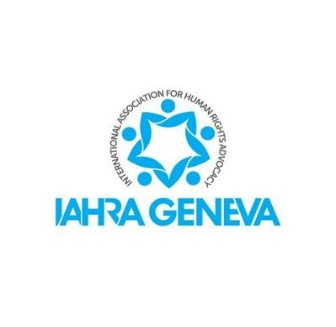 INTERNATIONAL ASSOCIATION FOR HUMAN RIGHTS ADVOCACY
IAHRA GENEVA